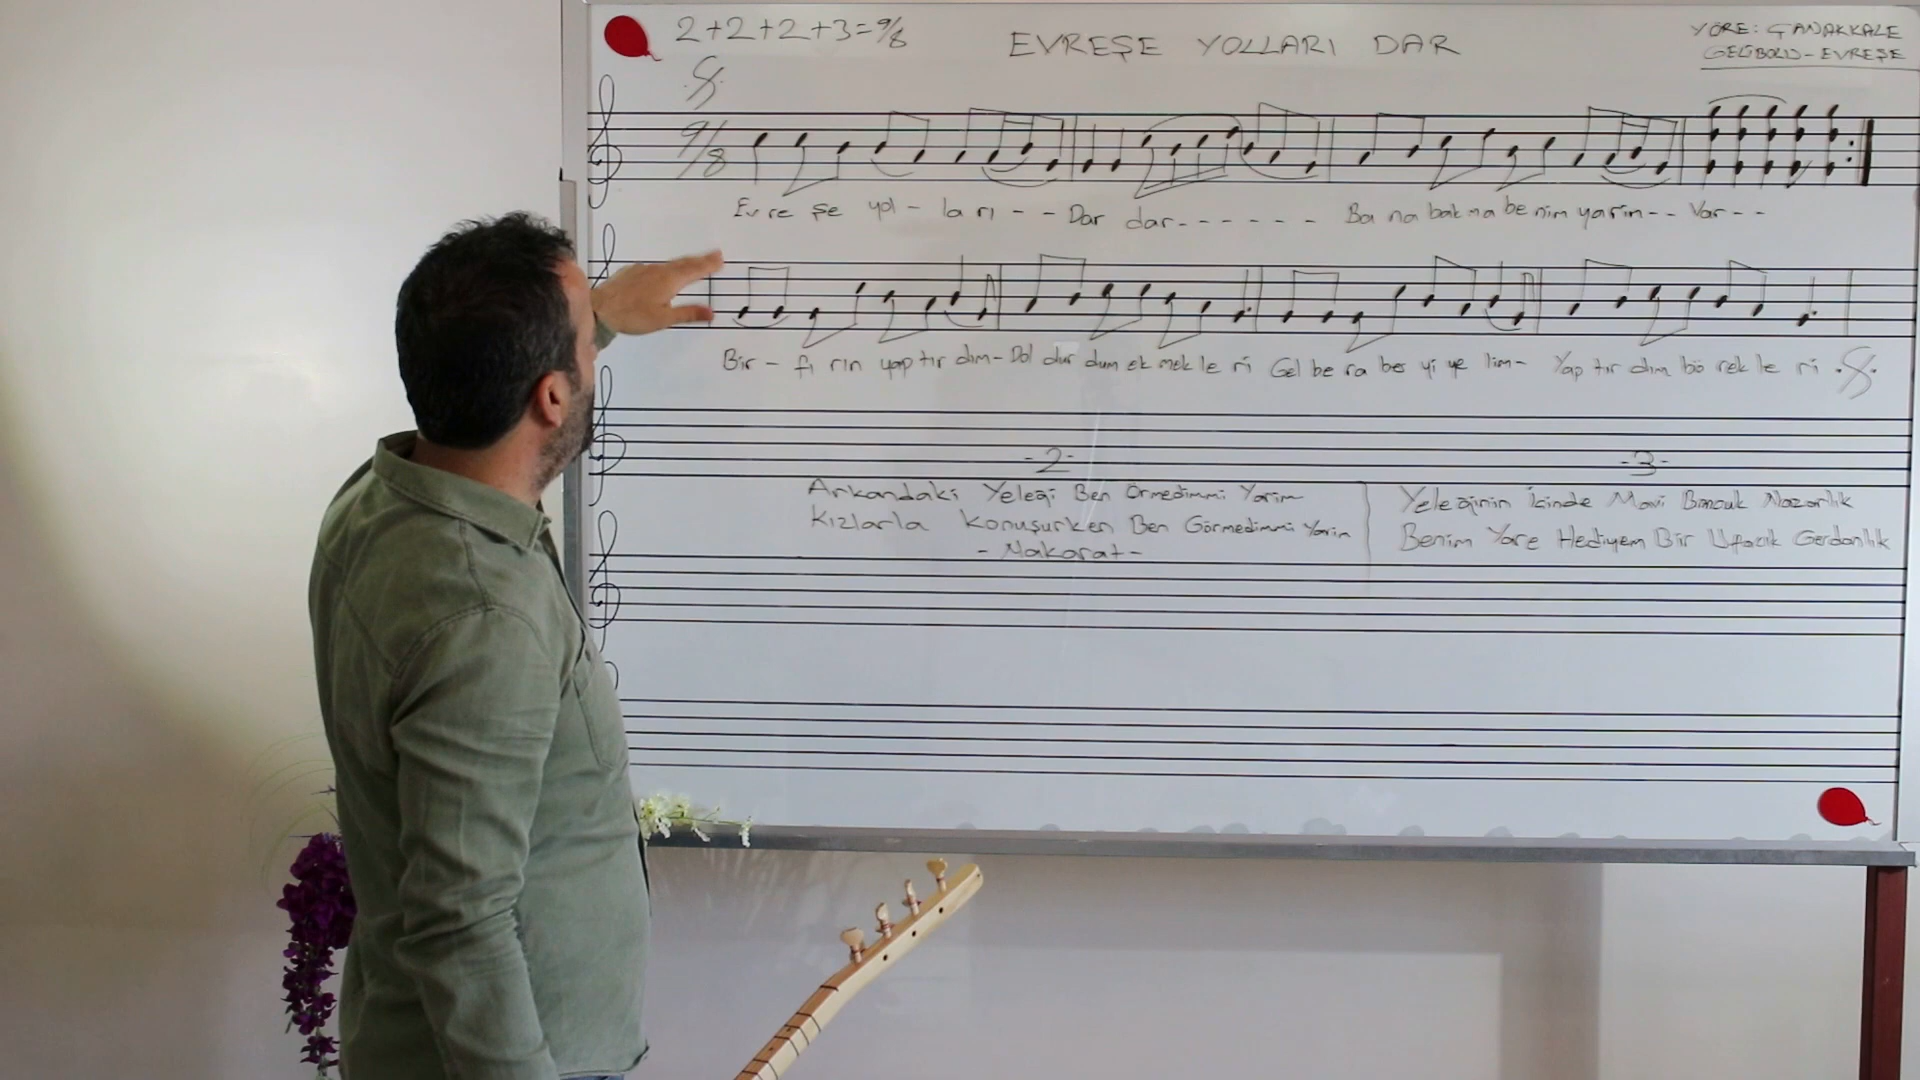 2+2+2+3=9/8
EVREŞE YOLLARI DAR
YÖRE: ÇANAKKALE
GELİBOLU-EVREŞE
9/8
Ev re şe yol - la rı - - Dar dar - - - - - - Ba na bak ma be nim yarim - - Var - -
Bir - fı rın yap tır dım - Dol dur dum ek mek le ri Gel be ra ber yi ye lim - Yap tır dım bö rek le ri
-2-
Arkandaki Yeleği Ben Örmedimmi Yarim
Kızlarla Konuşurken Ben Görmedimmi Yarim
- Nakarat -
-3-
Yeleğinin İçinde Mavi Boncuk Nazarlık
Benim Yare Hediyem Bir Ufacık Gerdanlık